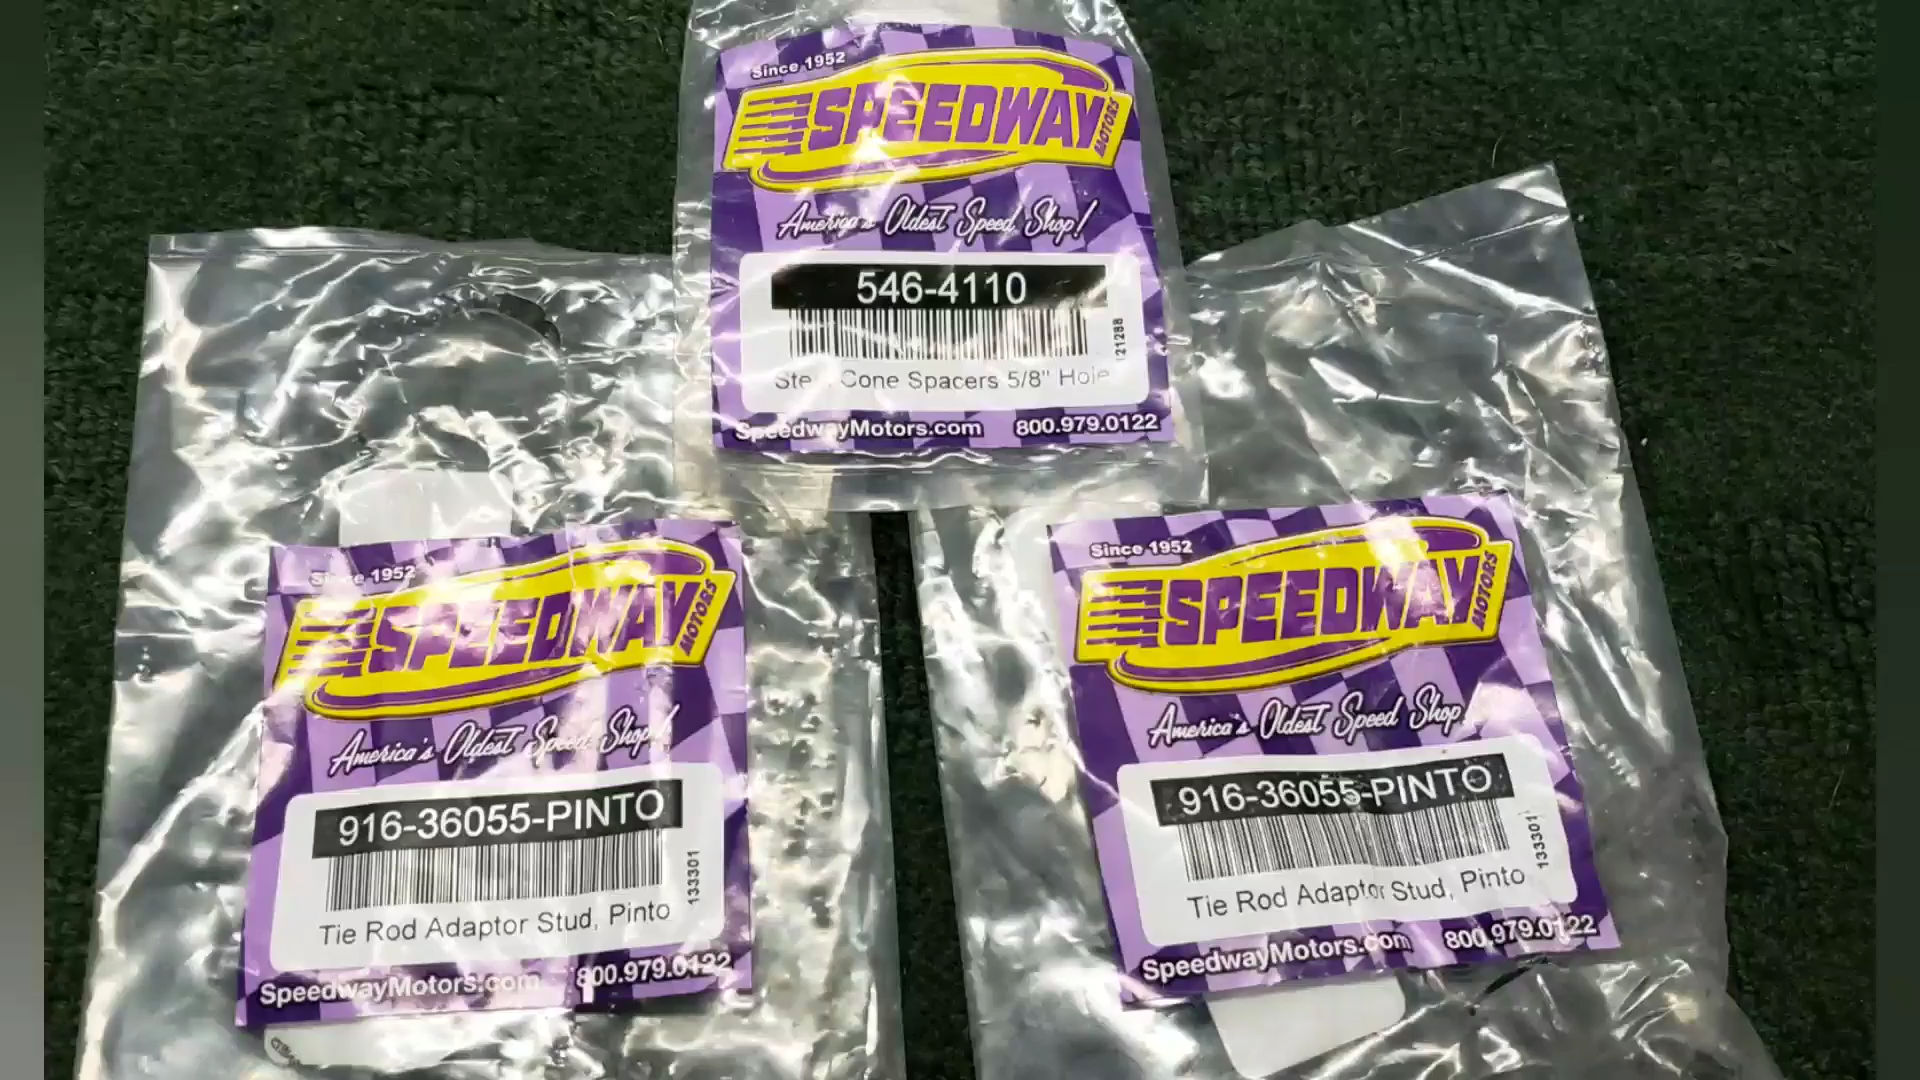 Since 1952
SPEEDWAY
MOTORS
America's Oldest Speed Shop!
546-4110
121288
Cone Spacers 5/8" Hole
SpeedwayMotors.com 800.979.0122
Since 1952
SPEEDWAY
MOTORS
America's Oldest Speed Shop!
916-36055-PINTO
133301
Tie Rod Adaptor Stud, Pinto
SpeedwayMotors.com 800.979.0122
Since 1952
SPEEDWAY
MOTORS
America's Oldest Speed Shop!
916-36055-PINTO
133301
Tie Rod Adaptor Stud, Pinto
SpeedwayMotors.com 800.979.0122